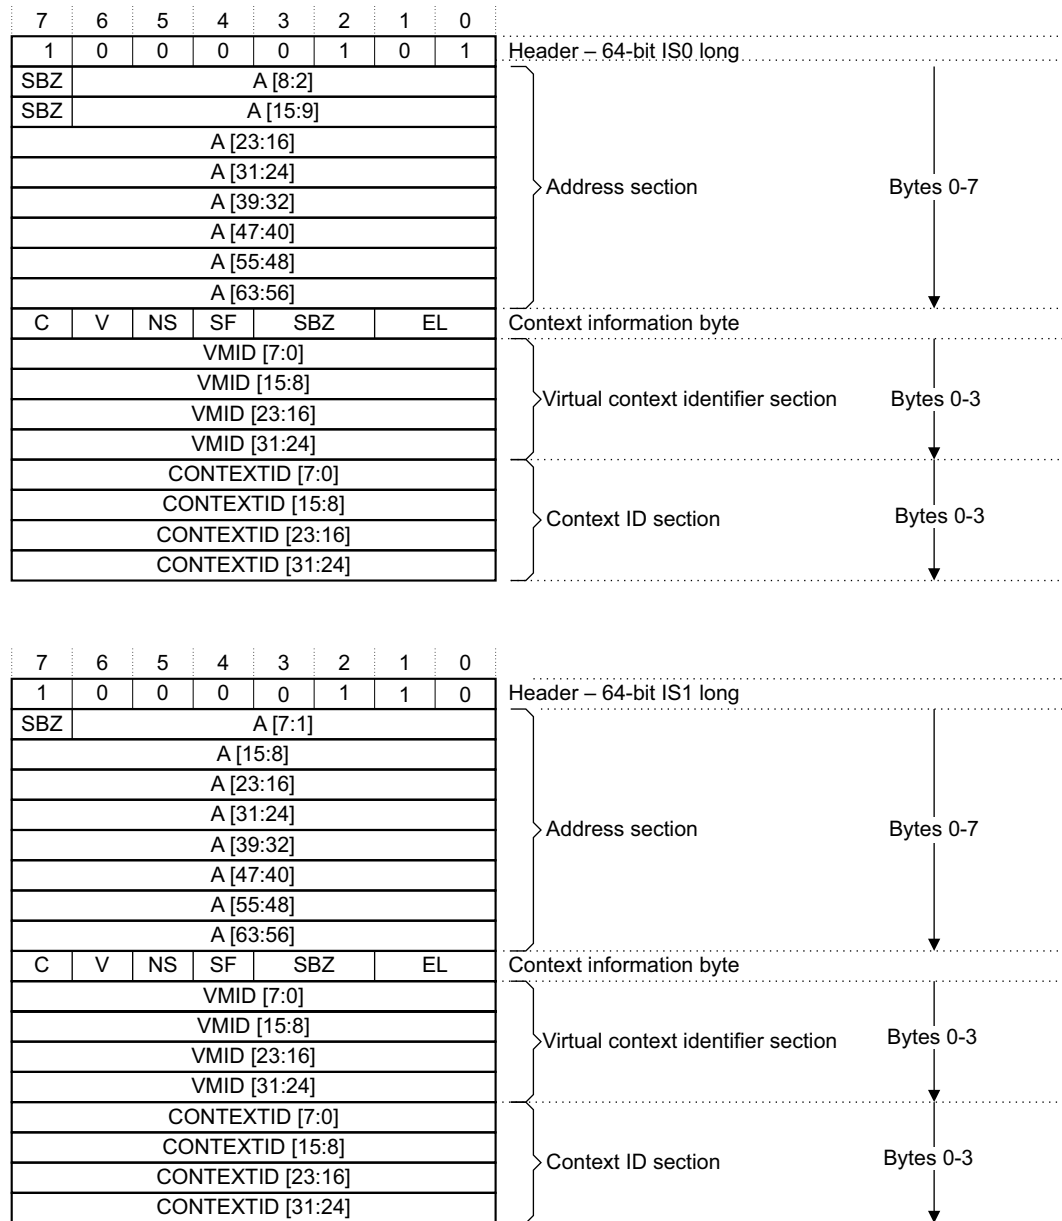 7 6 5 4 3 2 1 0
1 0 0 0 0 1 0 1 Header – 64-bit IS0 long
SBZ A [8:2]
SBZ A [15:9]
A [23:16]
A [31:24]
Address section Bytes 0-7
A [39:32]
A [47:40]
A [55:48]
A [63:56]
C V NS SF SBZ EL Context information byte
VMID [7:0]
VMID [15:8]
Virtual context identifier section Bytes 0-3
VMID [23:16]
VMID [31:24]
CONTEXTID [7:0]
CONTEXTID [15:8]
Context ID section Bytes 0-3
CONTEXTID [23:16]
CONTEXTID [31:24]
7 6 5 4 3 2 1 0
1 0 0 0 0 1 1 0 Header – 64-bit IS1 long
SBZ A [7:1]
A [15:8]
A [23:16]
A [31:24]
Address section Bytes 0-7
A [39:32]
A [47:40]
A [55:48]
A [63:56]
C V NS SF SBZ EL Context information byte
VMID [7:0]
VMID [15:8]
Virtual context identifier section Bytes 0-3
VMID [23:16]
VMID [31:24]
CONTEXTID [7:0]
CONTEXTID [15:8]
Context ID section Bytes 0-3
CONTEXTID [23:16]
CONTEXTID [31:24]